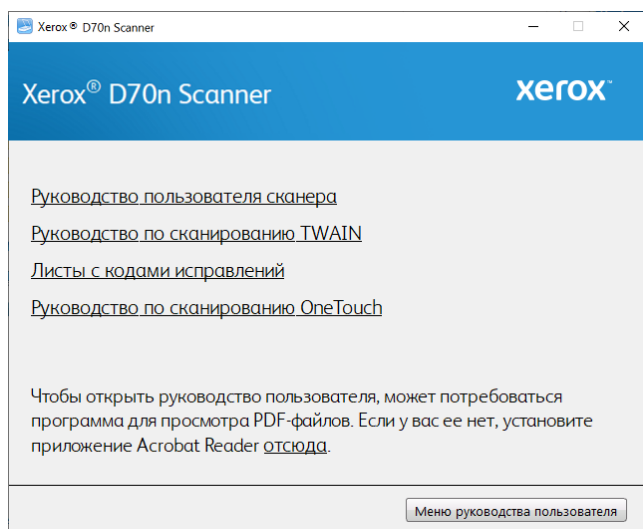 Xerox® D70n Scanner
Xerox® D70n Scanner
xerox™
Руководство пользователя сканера
Руководство по сканированию TWAIN
Листы с кодами исправлений
Руководство по сканированию OneTouch
Чтобы открыть руководство пользователя, может потребоваться
программа для просмотра PDF-файлов. Если у вас ее нет, установите
приложение Acrobat Reader отсюда.
Меню руководства пользователя